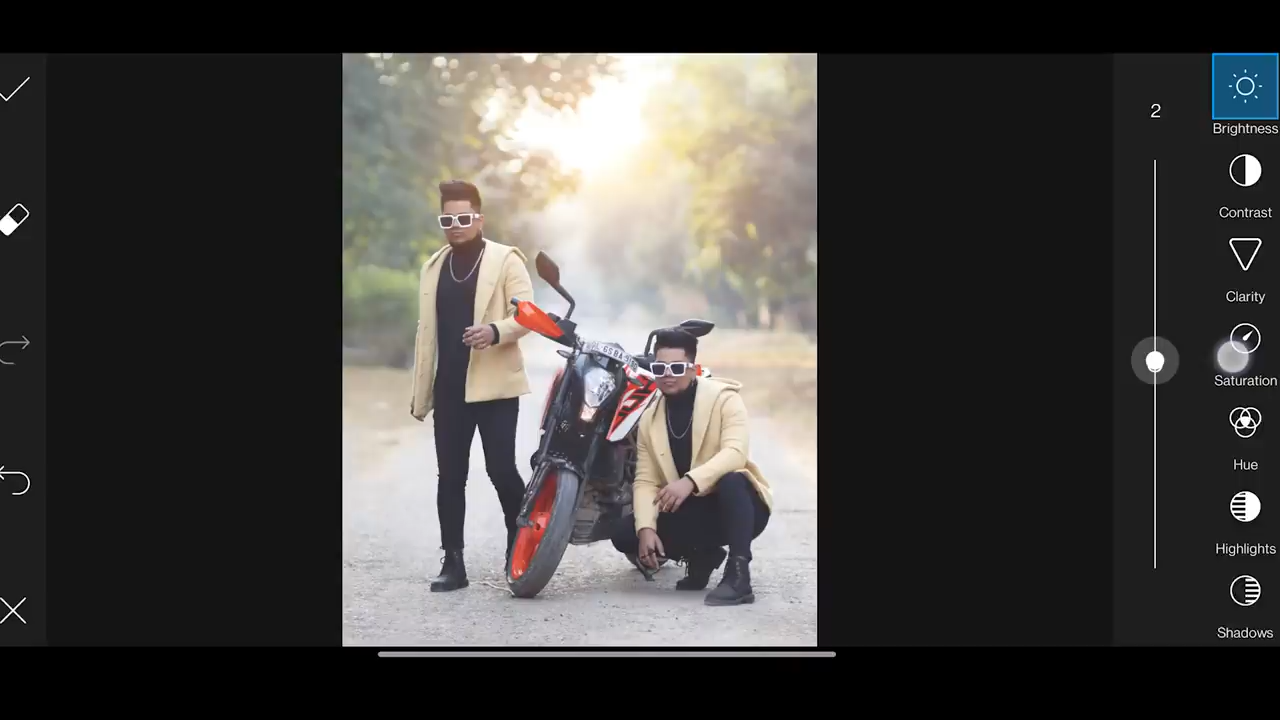 2
Brightness
Contrast
Clarity
Saturation
Hue
Highlights
Shadows